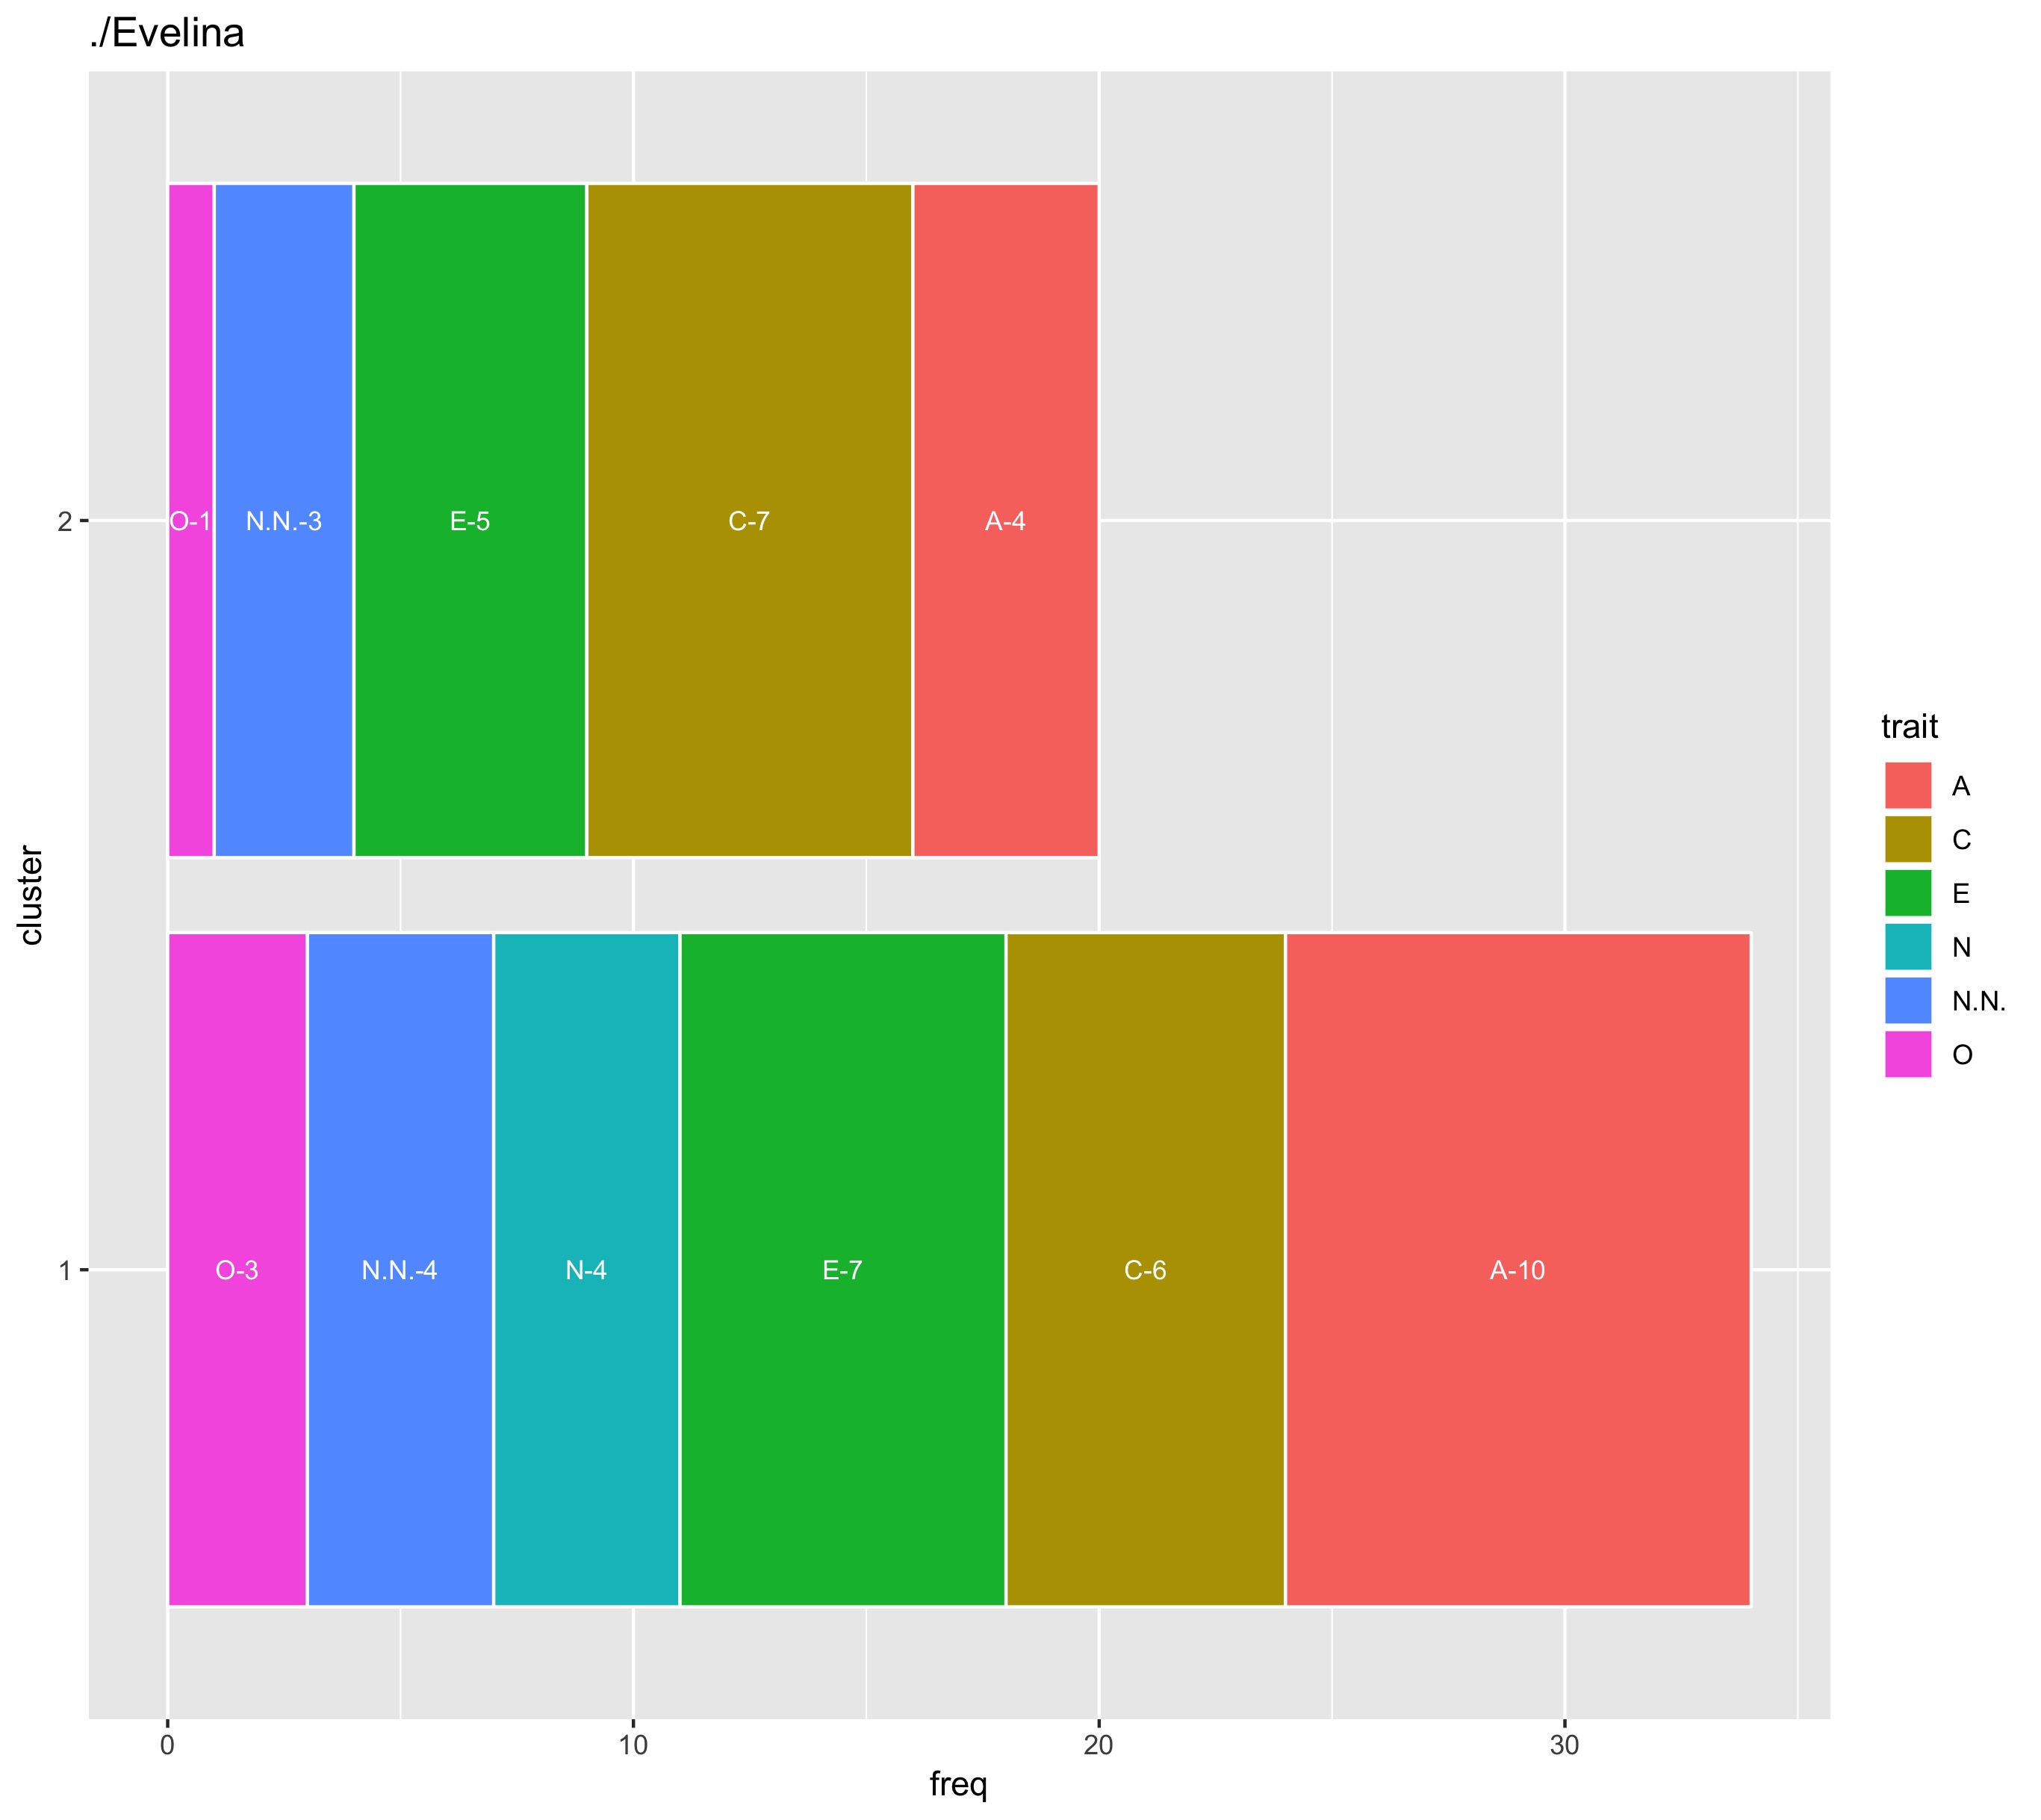 ./Evelina
2
O-1 N.N.-3 E-5 C-7 A-4
cluster
1
O-3 N.N.-4 N-4 E-7 C-6 A-10
0 10 20 30
freq
trait
A
C
E
N
N.N.
O